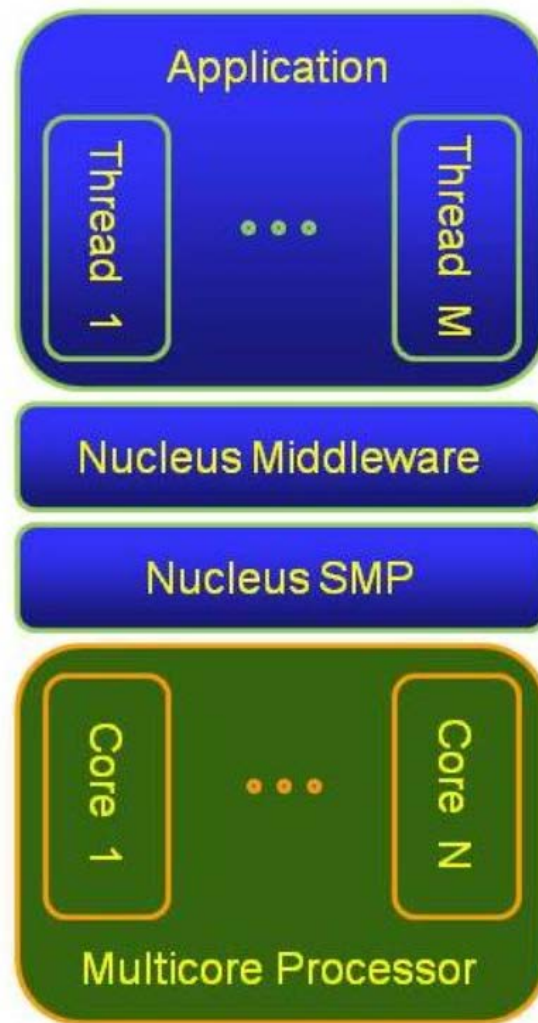 Application
Thread 1
Thread M
Nucleus Middleware
Nucleus SMP
Core 1
Core N
Multicore Processor